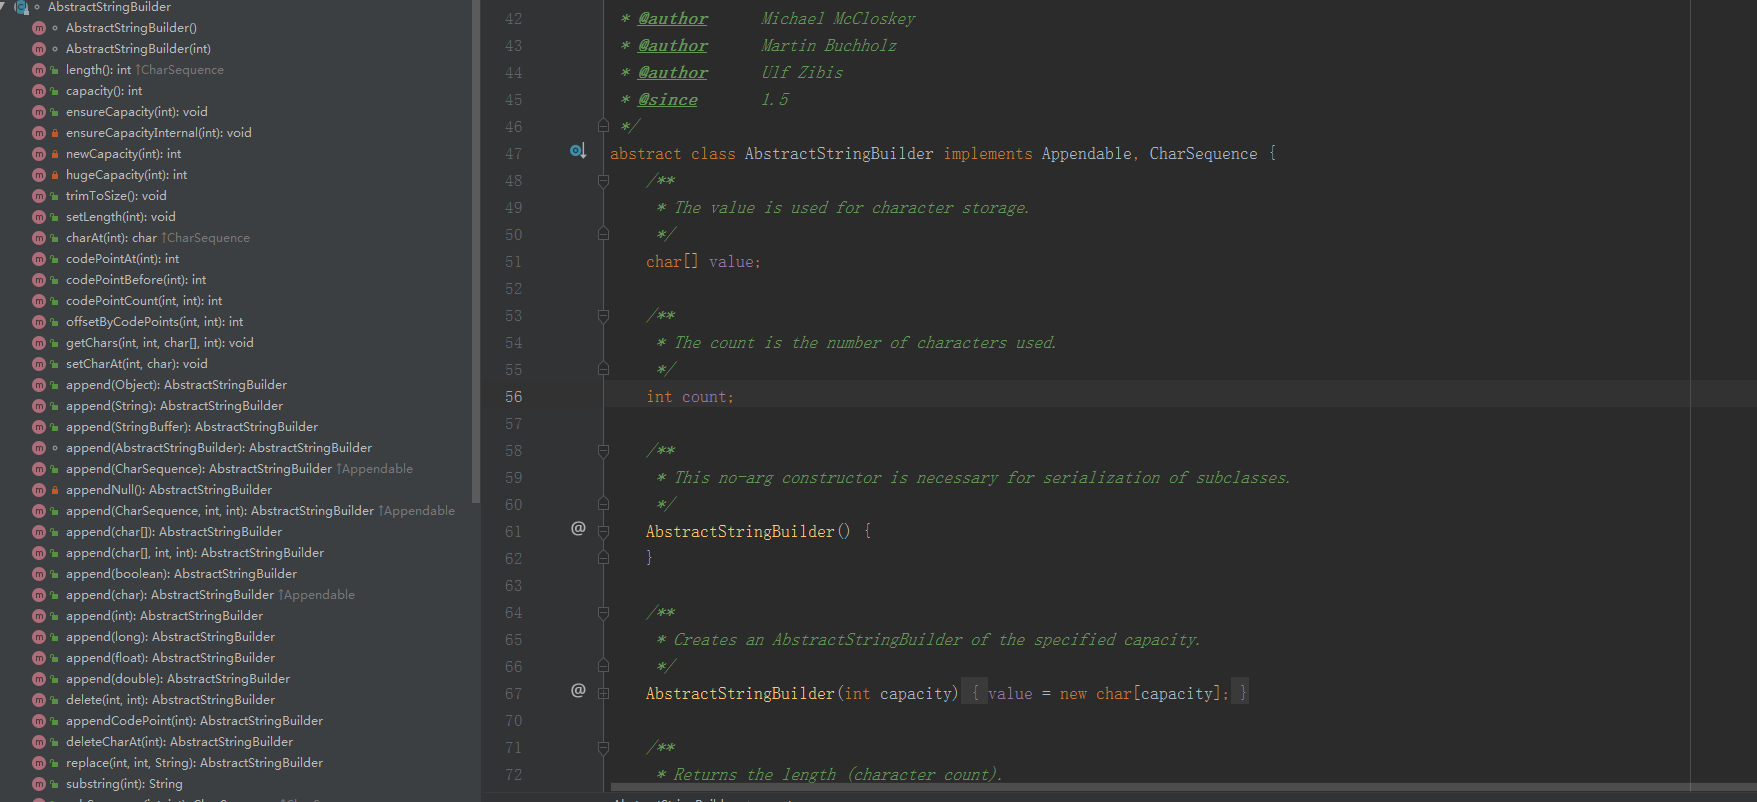 AbstractStringBuilder
AbstractStringBuilder()
AbstractStringBuilder(int)
length(): int ↑CharSequence
capacity(): int
ensureCapacity(int): void
ensureCapacityInternal(int): void
newCapacity(int): int
hugeCapacity(int): int
trimToSize(): void
setLength(int): void
charAt(int): char ↑CharSequence
codePointAt(int): int
codePointBefore(int): int
codePointCount(int, int): int
offsetByCodePoints(int, int): int
getChars(int, int, char[], int): void
setCharAt(int, char): void
append(Object): AbstractStringBuilder
append(String): AbstractStringBuilder
append(StringBuffer): AbstractStringBuilder
append(AbstractStringBuilder): AbstractStringBuilder
append(CharSequence): AbstractStringBuilder ↑Appendable
appendNull(): AbstractStringBuilder
append(CharSequence, int, int): AbstractStringBuilder ↑Appendable
append(char[]): AbstractStringBuilder
append(char[], int, int): AbstractStringBuilder
append(boolean): AbstractStringBuilder
append(char): AbstractStringBuilder ↑Appendable
append(int): AbstractStringBuilder
append(long): AbstractStringBuilder
append(float): AbstractStringBuilder
append(double): AbstractStringBuilder
delete(int, int): AbstractStringBuilder
appendCodePoint(int): AbstractStringBuilder
deleteCharAt(int): AbstractStringBuilder
replace(int, int, String): AbstractStringBuilder
substring(int): String
42 * @author Michael McCloskey
43 * @author Martin Buchholz
44 * @author Ulf Zibis
45 * @since 1.5
46 */
47 abstract class AbstractStringBuilder implements Appendable, CharSequence {
48 /**
49 * The value is used for character storage.
50 */
51 char[] value;
52
53 /**
54 * The count is the number of characters used.
55 */
56 int count;
57
58 /**
59 * This no-arg constructor is necessary for serialization of subclasses.
60 */
61 @ AbstractStringBuilder() {
62 }
63
64 /**
65 * Creates an AbstractStringBuilder of the specified capacity.
66 */
67 @ AbstractStringBuilder(int capacity) { value = new char[capacity]; }
70
71 /**
72 * Returns the length (character count).